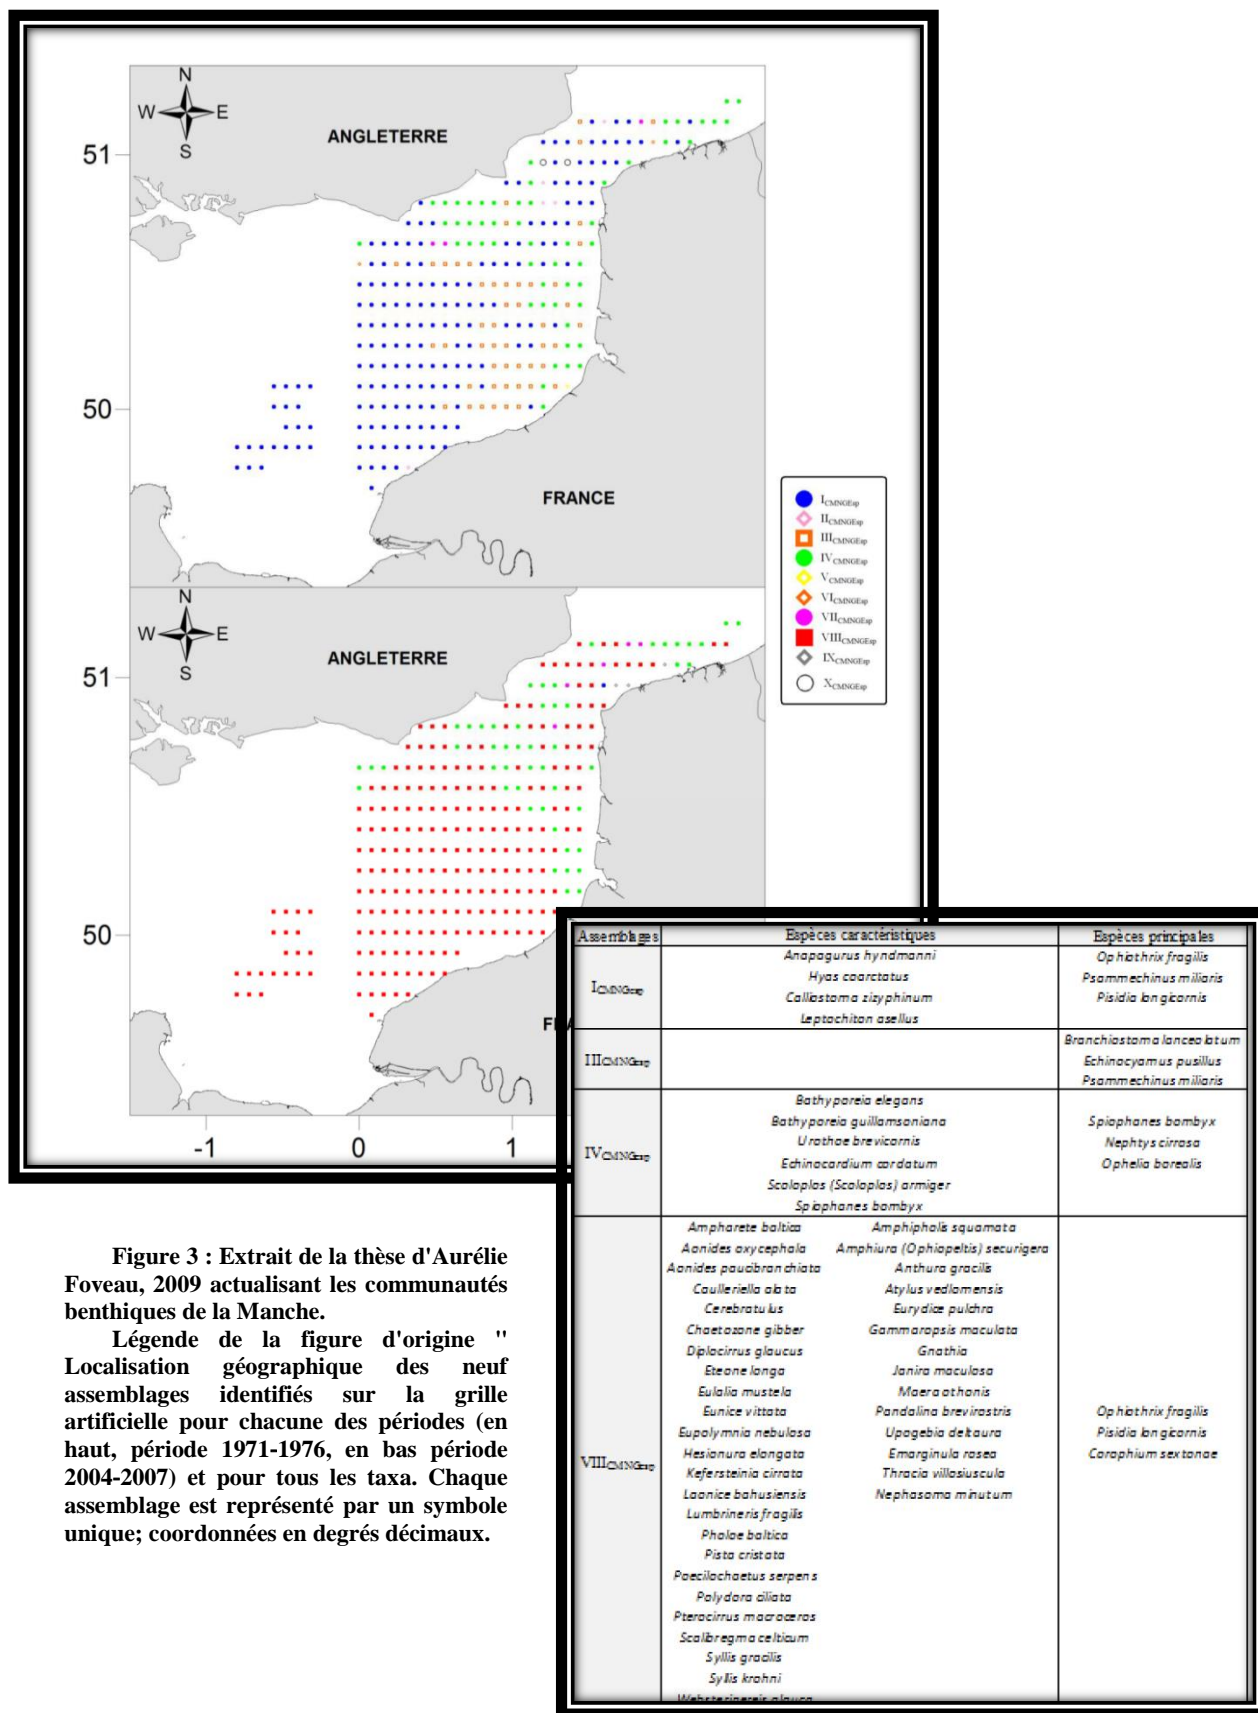 N
W E
S
ANGLETERRE
51
50
FRANCE
I CMNGEsp
II CMNGEsp
III CMNGEsp
IV CMNGEsp
V CMNGEsp
VI CMNGEsp
VII CMNGEsp
VIII CMNGEsp
IX CMNGEsp
X CMNGEsp
N
W E
S
ANGLETERRE
51
50
-1 0 1
Assemblages Espèces caractéristiques Espèces principales
I CMNGesp
Anapagurus hyndmanni
Hyas coarctatus
Calliostoma zizyphinum
Leptochiton asellus
Ophiothrix fragilis
Psammechinus miliaris
Pisidia longicornis
III CMNGesp
Branchiostoma lanceolatum
Echinocyamus pusillus
Psammechinus miliaris
IV CMNGesp
Bathyporeia elegans
Bathyporeia guillamsoniana
Urothoe brevicornis
Echinocardium cordatum
Scoloplos (Scoloplos) armiger
Spiophanes bombyx
Spiophanes bombyx
Nephtys cirrosa
Ophelia borealis
VIII CMNGesp
Ampharete baltica
Aonides oxycephala
Aonides paucibranchiata
Caulleriella alata
Cerebratulus
Chaetozone gibber
Diplocirrus glaucus
Eteone longa
Eulalia mustela
Eunice vittata
Eupolymnia nebulosa
Hesionura elongata
Kefersteinia cirrata
Laonice bahusiensis
Lumbrineris fragilis
Pholoe baltica
Pista cristata
Poecilochaetus serpens
Polydora ciliata
Pterocirrus macroceros
Scalibregma celticum
Syllis gracilis
Syllis krohni
Websterinereis glauca
Amphipholis squamata
Amphiura (Ophiopeltis) securigera
Anthura gracilis
Atylus vedlomensis
Eurydice pulchra
Gammaropsis maculata
Gnathia
Janira maculosa
Maera othonis
Pandalina brevirostris
Upogebia deltaura
Emarginula rosea
Thracia villosiuscula
Nephasoma minutum
Ophiothrix fragilis
Pisidia longicornis
Corophium sextonae
Figure 3 : Extrait de la thèse d'Aurélie
Foveau, 2009 actualisant les communautés
benthiques de la Manche.
Légende de la figure d'origine "
Localisation géographique des neuf
assemblages identifiés sur la grille
artificielle pour chacune des périodes (en
haut, période 1971-1976, en bas période
2004-2007) et pour tous les taxa. Chaque
assemblage est représenté par un symbole
unique; coordonnées en degrés décimaux.